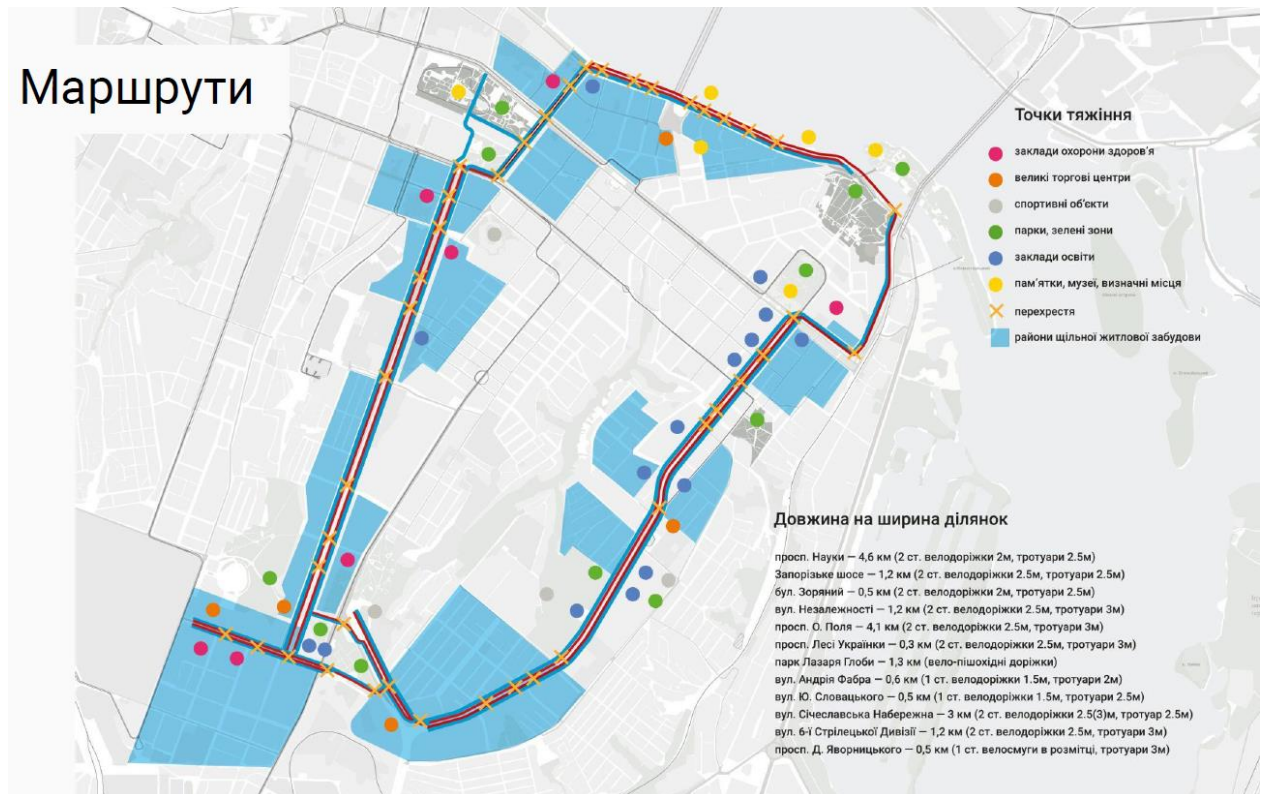 Маршрути
Точки тяжіння
заклади охорони здоров'я
великі торгові центри
спортивні об'єкти
парки, зелені зони
заклади освіти
пам'ятки, музеї, визначні місця
перехрестя
райони щільної житлової забудови
Довжина на ширина ділянок
просп. Науки — 4,6 км (2 ст. велодоріжки 2м, тротуари 2.5м)
Запорізьке шосе — 1,2 км (2 ст. велодоріжки 2.5м, тротуари 2.5м)
бул. Зоряний — 0,5 км (2 ст. велодоріжки 2м, тротуари 2.5м)
вул. Незалежності — 1,2 км (2 ст. велодоріжки 2.5м, тротуари 3м)
просп. О. Поля — 4,1 км (2 ст. велодоріжки 2.5м, тротуари 3м)
просп. Лесі Українки — 0,3 км (2 ст. велодоріжки 2.5м, тротуари 3м)
парк Лазаря Глоби — 1,3 км (вело-пішохідні доріжки)
вул. Андрія Фабра — 0,6 км (1 ст. велодоріжки 1.5м, тротуари 2м)
вул. Ю. Словацького — 0,5 км (1 ст. велодоріжки 1.5м, тротуари 2.5м)
вул. Січеславська Набережна — 3 км (2 ст. велодоріжки 2.5(3)м, тротуар 2.5м)
вул. 6-ї Стрілецької Дивізії — 1,2 км (2 ст. велодоріжки 2.5м, тротуари 3м)
просп. Д. Яворницького — 0,5 км (1 ст. велосмуги в розмітці, тротуари 3м)